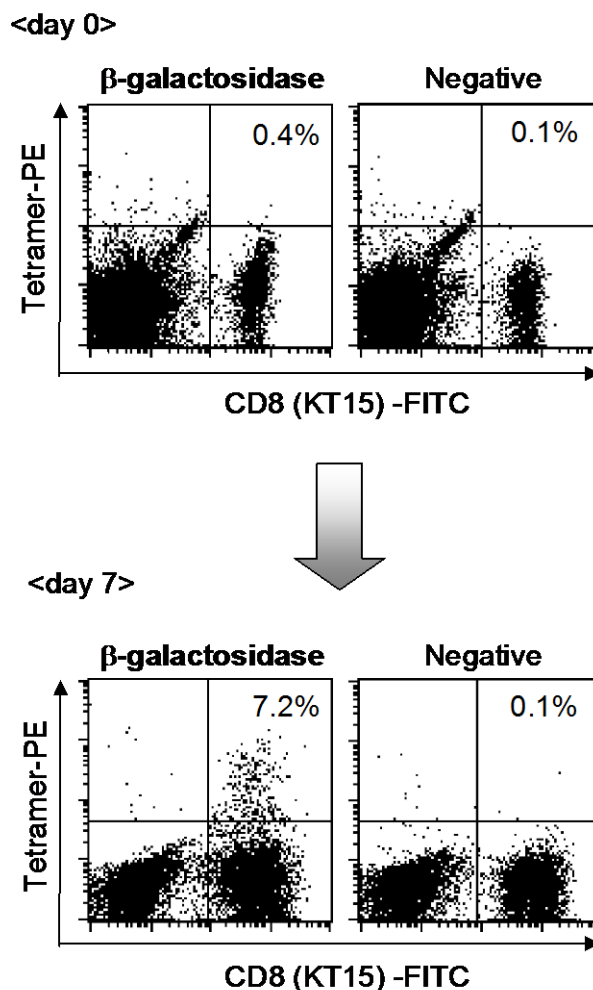 <day 0>
β-galactosidase Negative
0.4% 0.1%
Tetramer-PE
CD8 (KT15) -FITC
<day 7>
β-galactosidase Negative
7.2% 0.1%
Tetramer-PE
CD8 (KT15) -FITC